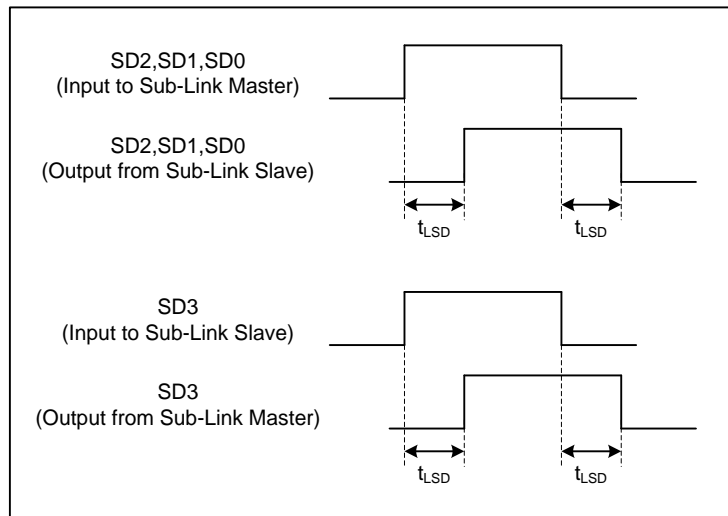 SD2,SD1,SD0
(Input to Sub-Link Master)
SD2,SD1,SD0
(Output from Sub-Link Slave)
tLSD
tLSD
SD3
(Input to Sub-Link Slave)
SD3
(Output from Sub-Link Master)
tLSD
tLSD